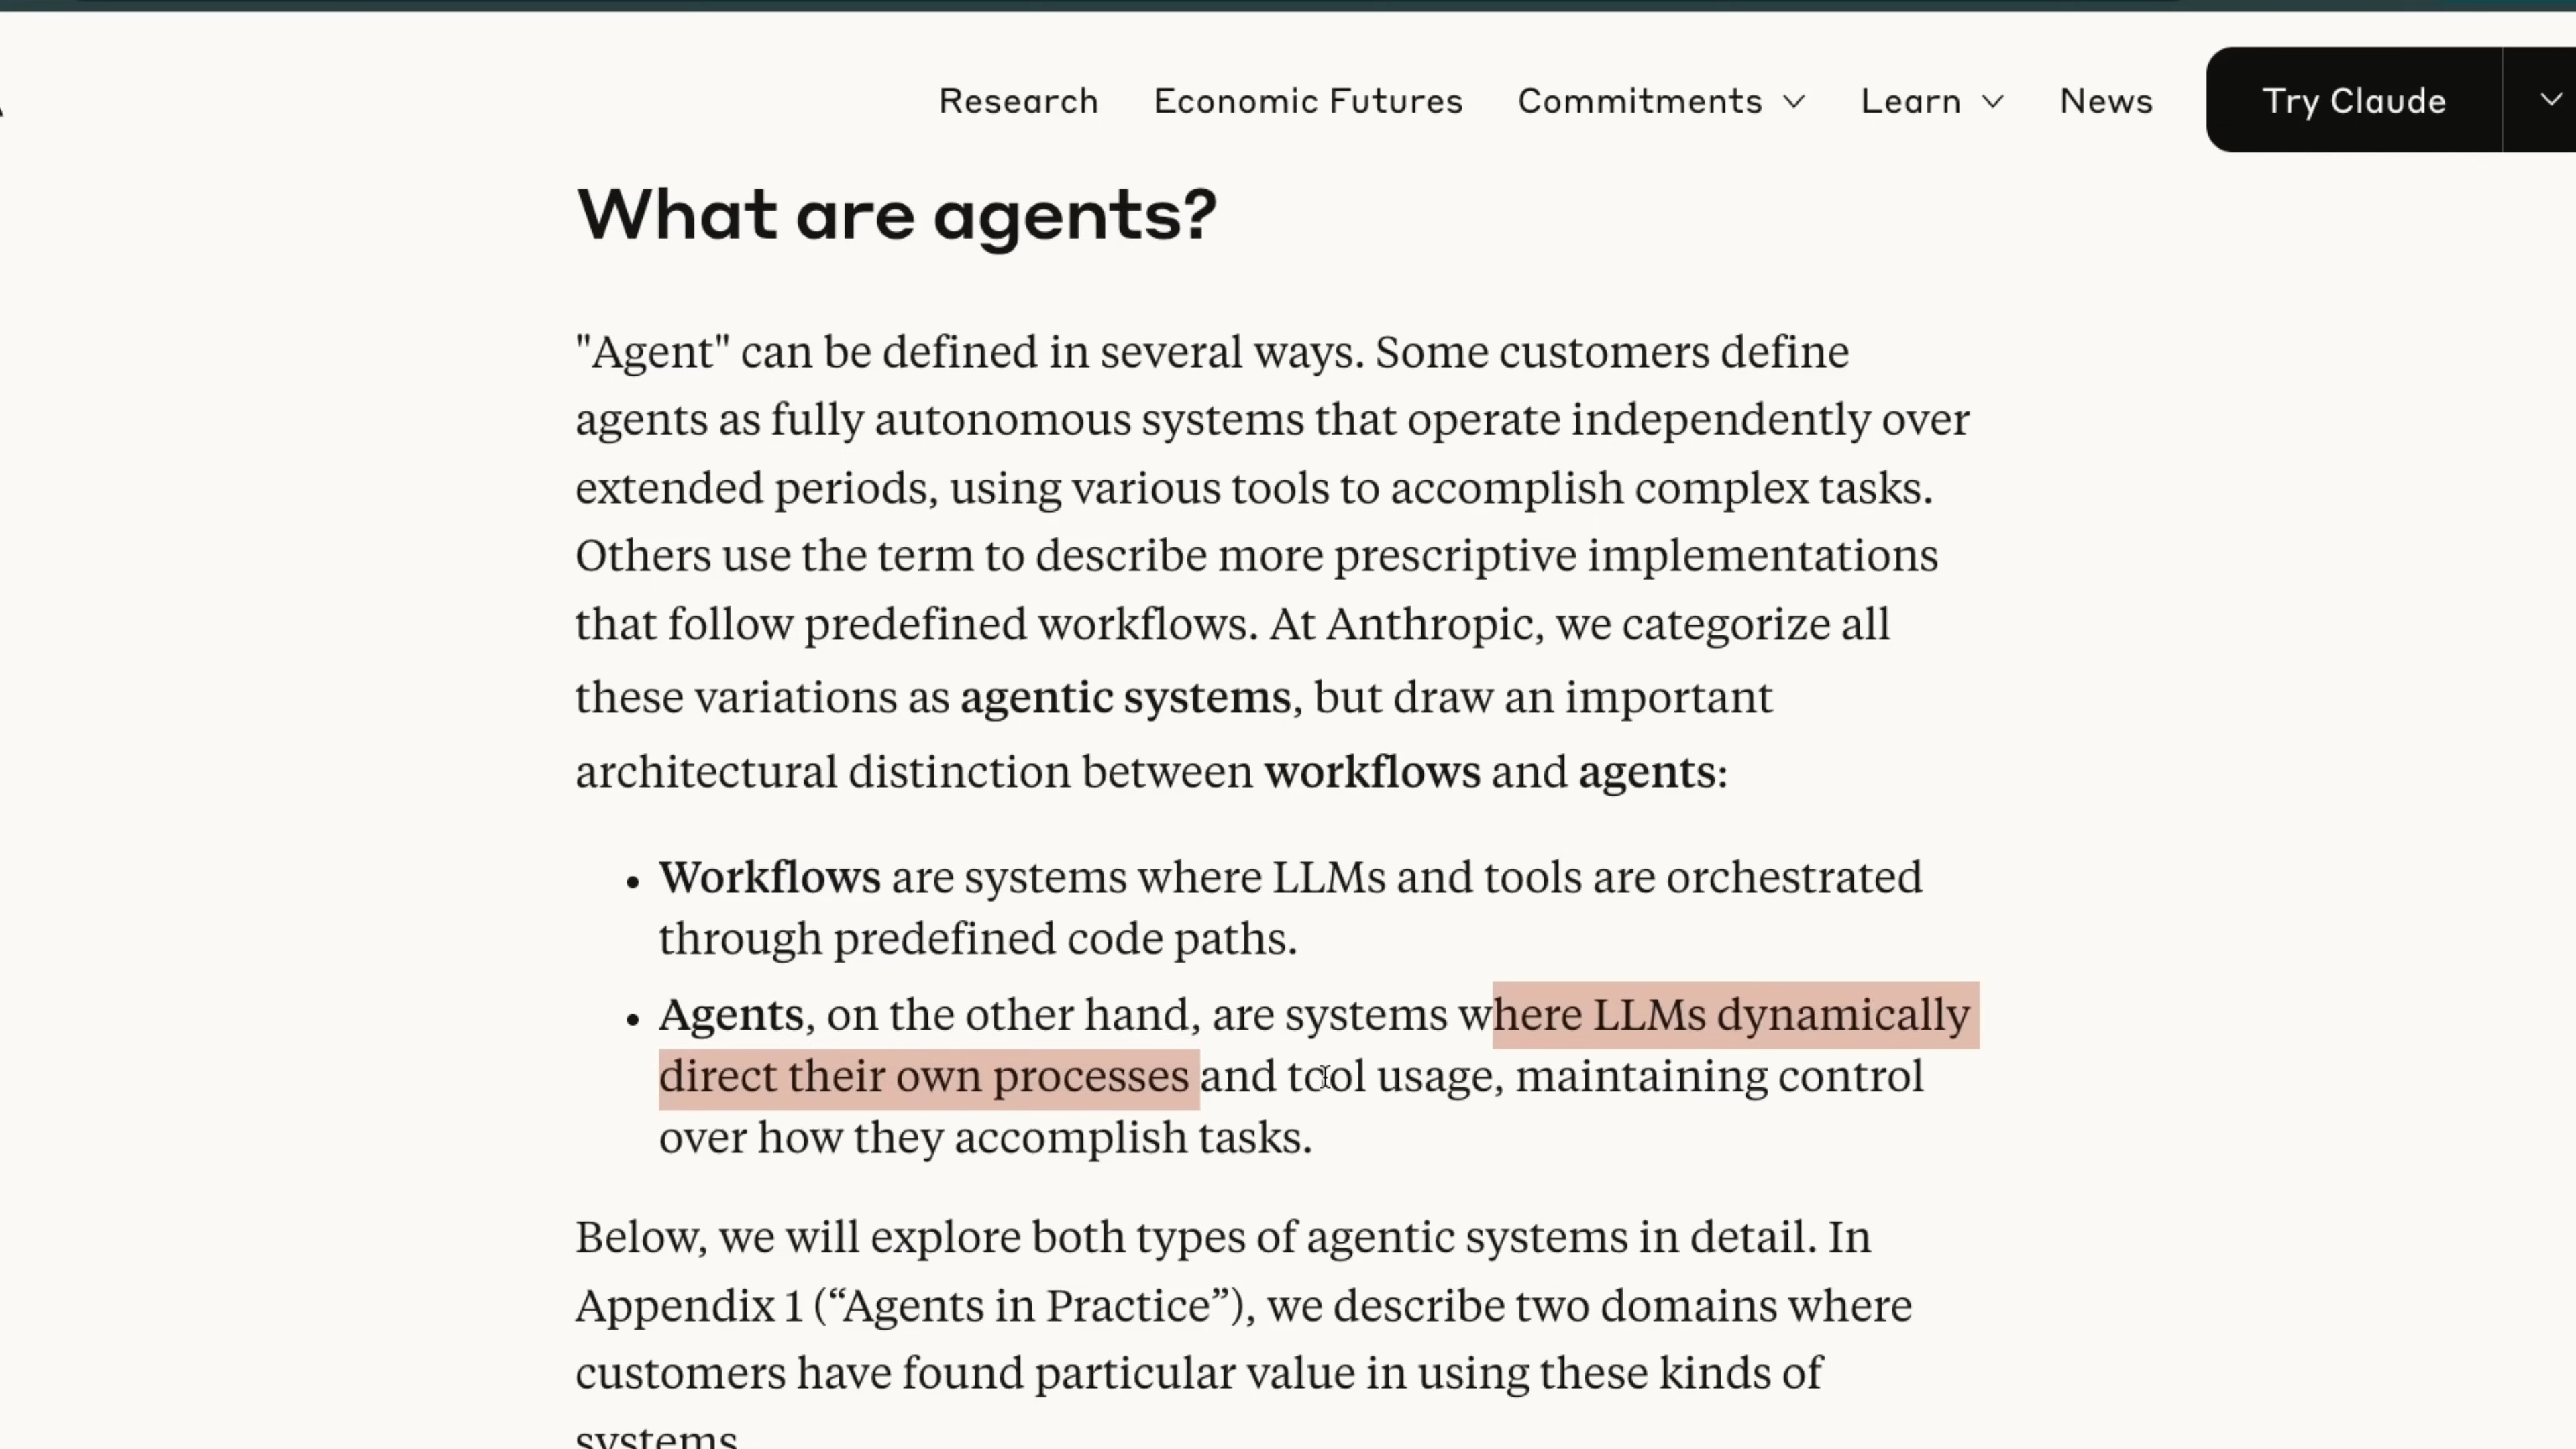 Research Economic Futures Commitments Learn News Try Claude
What are agents?
"Agent" can be defined in several ways. Some customers define
agents as fully autonomous systems that operate independently over
extended periods, using various tools to accomplish complex tasks.
Others use the term to describe more prescriptive implementations
that follow predefined workflows. At Anthropic, we categorize all
these variations as agentic systems, but draw an important
architectural distinction between workflows and agents:
• Workflows are systems where LLMs and tools are orchestrated
through predefined code paths.
• Agents, on the other hand, are systems where LLMs dynamically
direct their own processes and tool usage, maintaining control
over how they accomplish tasks.
Below, we will explore both types of agentic systems in detail. In
Appendix 1 (“Agents in Practice”), we describe two domains where
customers have found particular value in using these kinds of
systems